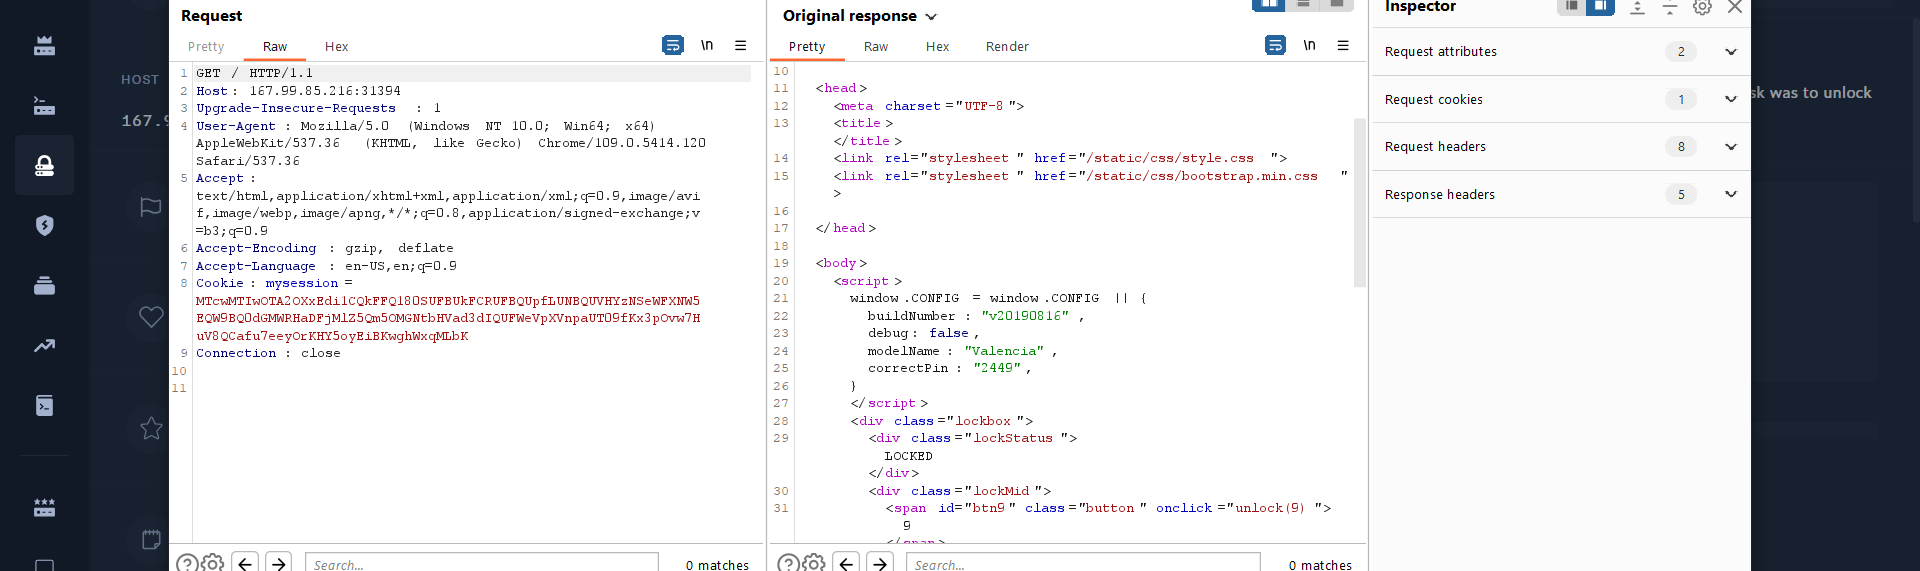 HOST
167.9
Request
Pretty Raw Hex
\n
1 GET / HTTP/1.1
2 Host: 167.99.85.216:31394
3 Upgrade-Insecure-Requests : 1
4 User-Agent : Mozilla/5.0 (Windows NT 10.0; Win64; x64)
AppleWebKit/537.36 (KHTML, like Gecko) Chrome/109.0.5414.120
Safari/537.36
5 Accept :
text/html,application/xhtml+xml,application/xml;q=0.9,image/avi
f,image/webp,image/apng,*/*;q=0.8,application/signed-exchange;v
=b3;q=0.9
6 Accept-Encoding : gzip, deflate
7 Accept-Language : en-US,en;q=0.9
8 Cookie : mysession =
9 Connection : close
10
11
Search...
0 matches
Original response
Pretty Raw Hex Render
\n
10
11 <head>
12 <meta charset="UTF-8">
13 <title>
</title>
14 <link rel="stylesheet" href="/static/css/style.css">
15 <link rel="stylesheet" href="/static/css/bootstrap.min.css"
>
16
17 </head>
18
19 <body>
20 <script>
21 window.CONFIG = window.CONFIG || {
22 buildNumber : "v20190816",
23 debug: false,
24 modelName : "Valencia",
25 correctPin : "2449",
26 }
27 </script>
28 <div class="lockbox">
29 <div class="lockStatus">
LOCKED
</div>
30 <div class="lockMid">
31 <span id="btn9" class="button" onclick="unlock(9)">
9
</span>
Search...
0 matches
Inspector
Request attributes 2
Request cookies 1
Request headers 8
Response headers 5
sk was to unlock